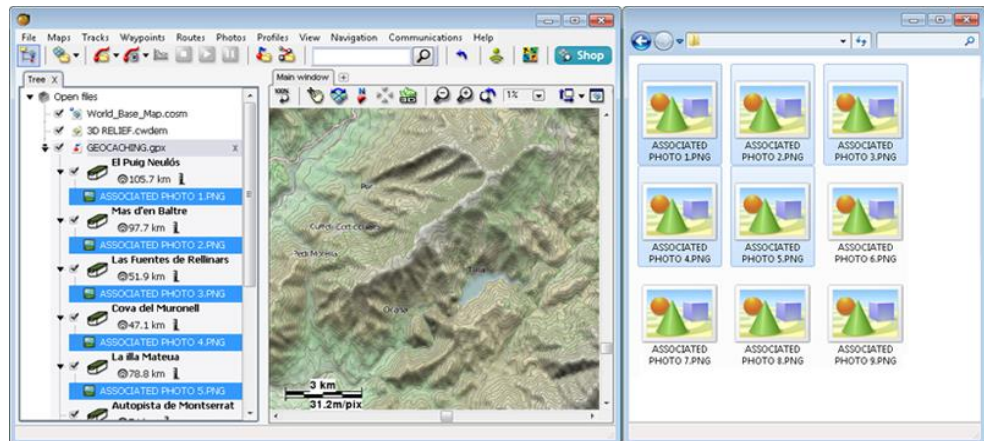 File Maps Tracks Waypoints Routes Photos Profiles View Navigation Communications Help
Shop
Tree X
Main window
Open files
World_Base_Map.cosm
3D RELIEF.cwdem
GEOCACHING.gpx x
El Puig Neulós
105.7 km
ASSOCIATED PHOTO 1.PNG
Mas d'en Baltre
97.7 km
ASSOCIATED PHOTO 2.PNG
Las Fuentes de Rellinars
51.9 km
ASSOCIATED PHOTO 3.PNG
Cova del Muronell
47.1 km
ASSOCIATED PHOTO 4.PNG
La illa Mateua
78.8 km
ASSOCIATED PHOTO 5.PNG
Autopista de Montserrat
100%
1%
3 km
31.2m/pix
ASSOCIATED
PHOTO 1.PNG
ASSOCIATED
PHOTO 2.PNG
ASSOCIATED
PHOTO 3.PNG
ASSOCIATED
PHOTO 4.PNG
ASSOCIATED
PHOTO 5.PNG
ASSOCIATED
PHOTO 6.PNG
ASSOCIATED
PHOTO 7.PNG
ASSOCIATED
PHOTO 8.PNG
ASSOCIATED
PHOTO 9.PNG